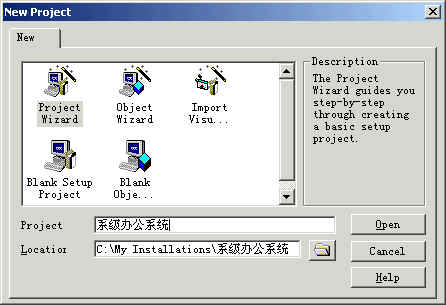 New Project
New
Project Wizard
Object Wizard
Import Visu...
Blank Setup Project
Blank Obje...
Description
The Project
Wizard guides you
step-by-step
through creating
a basic setup
project.
Project
系级办公系统
Open
Location
C:\My Installations\系级办公系统
Cancel
Help